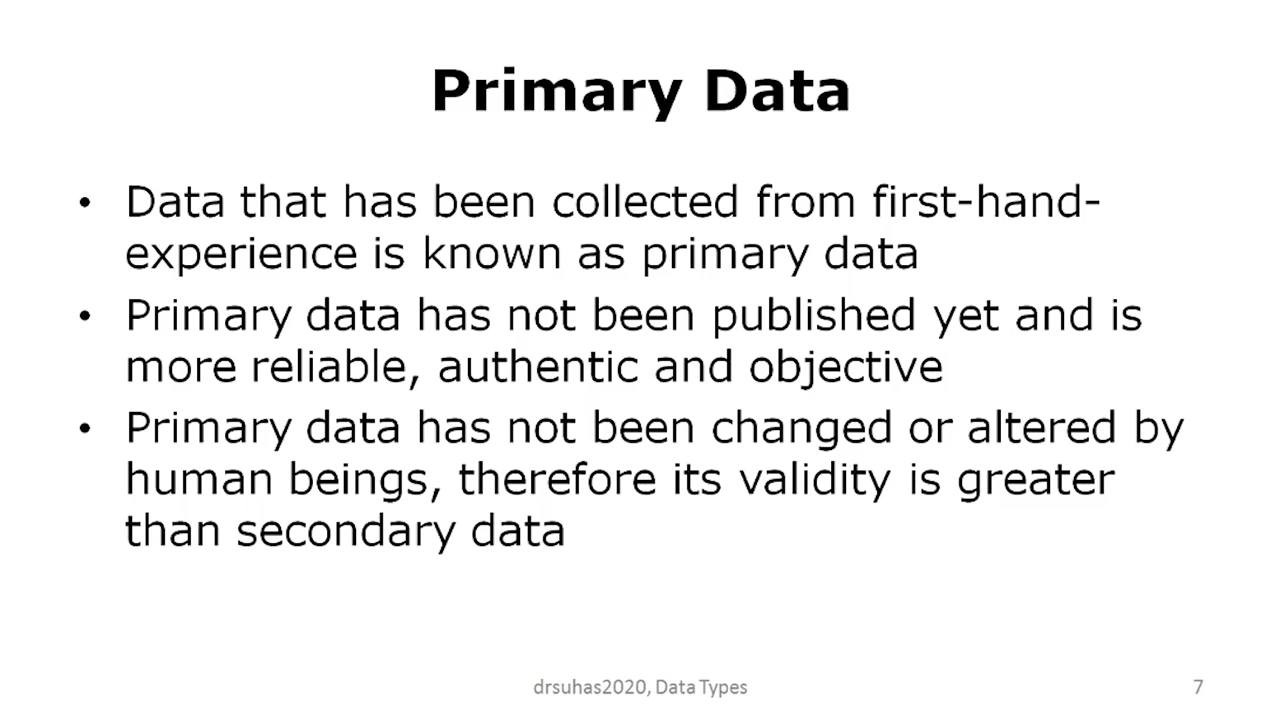 Primary Data
• Data that has been collected from first-hand-
experience is known as primary data
• Primary data has not been published yet and is
more reliable, authentic and objective
• Primary data has not been changed or altered by
human beings, therefore its validity is greater
than secondary data
drsuhas2020, Data Types
7